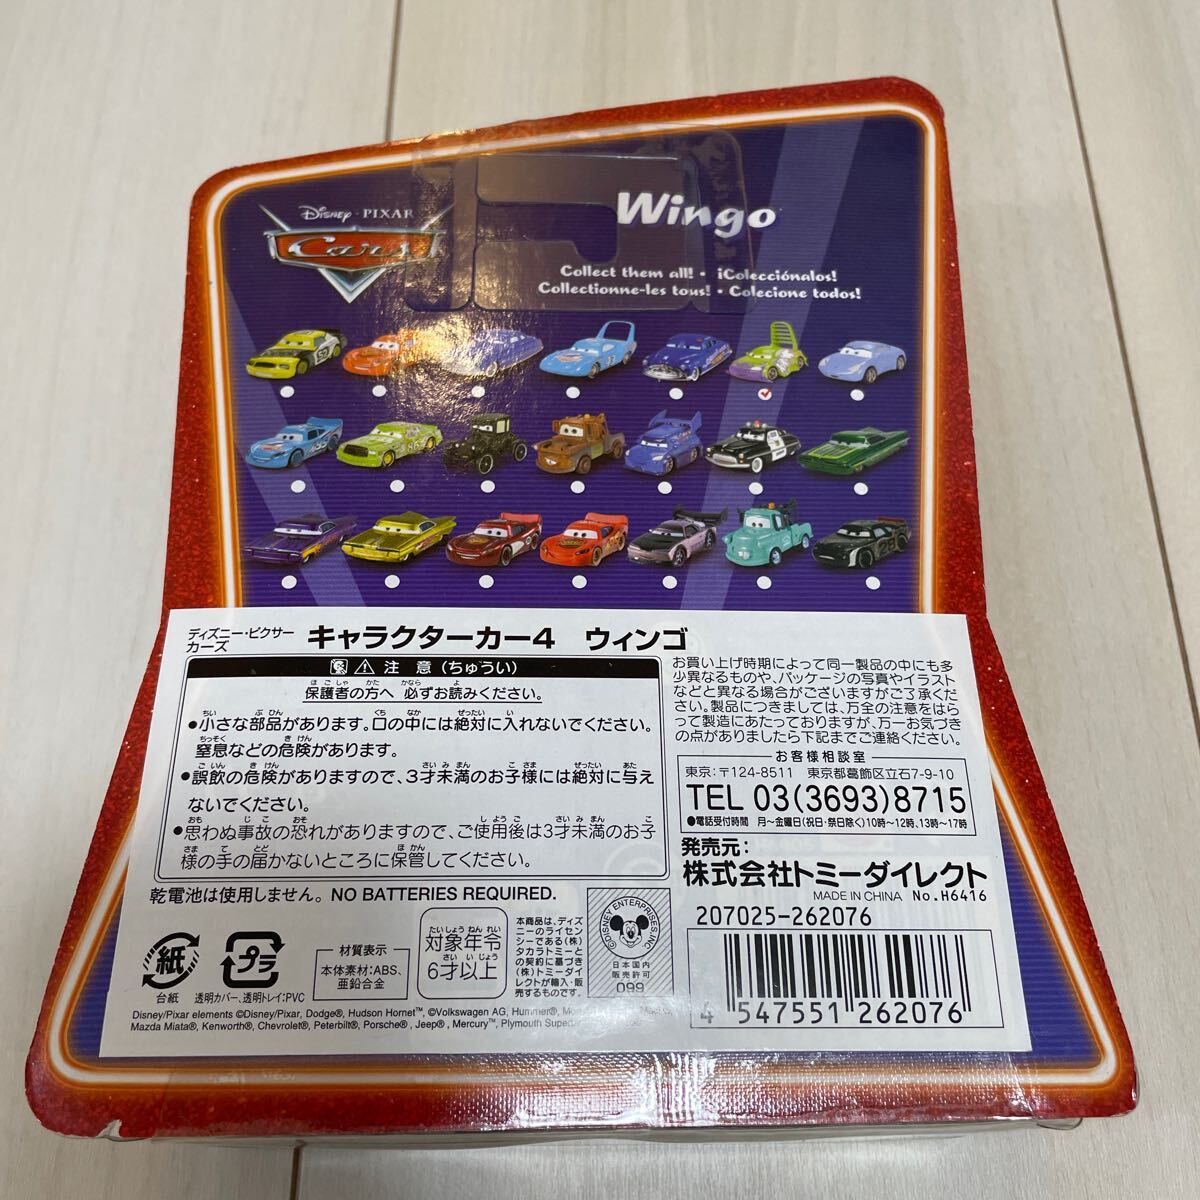 Disney · PIXAR
Cars
Wingo
Collect them all! · ¡Colecciónalos!
Collectionne-les tous! · Colecione todos!
ディズニー・ピクサー
カーズ
キャラクターカー4 ウィンゴ
注意(ちゅうい)
保護者の方へ 必ずお読みください。
●小さな部品があります。口の中には絶対に入れないでください。
窒息などの危険があります。
●誤飲の危険がありますので、3才未満のお子様には絶対に与え
ないでください。
●思わぬ事故の恐れがありますので、ご使用後は3才未満のお子
様の手の届かないところに保管してください。
乾電池は使用しません。NO BATTERIES REQUIRED.
紙
台紙
プラ
透明カバー、透明トレイ:PVC
材質表示
本体素材:ABS、
亜鉛合金
対象年令
6才以上
本商品は、ディズ
ニーのライセン
シーである(株)
タカラトミーと
の契約に基づき
(株)トミーダイ
レクトが輸入・販
売するものです。
©DISNEY ENTERPRISES, INC.
日本国内
販売許可
099
Disney/Pixar elements ©Disney/Pixar, Dodge®, Hudson Hornet™, ©Volkswagen AG, Hummer®,
Mazda Miata®, Kenworth®, Chevrolet®, Peterbilt®, Porsche®, Jeep®, Mercury™, Plymouth
お買い上げ時期によって同一製品の中にも多
少異なるものや、パッケージの写真やイラスト
などと異なる場合がございますがご了承くだ
さい。製品につきましては、万全の注意をはら
って製造にあたっておりますが、万一お気づき
の点がありましたら下記までご連絡ください。
お客様相談室
東京:〒124-8511 東京都葛飾区立石7-9-10
TEL 03(3693)8715
●電話受付時間 月〜金曜日(祝日・祭日除く)10時〜12時、13時〜17時
発売元:
株式会社トミーダイレクト
MADE IN CHINA No.H6416
207025-262076
4 547551 262076